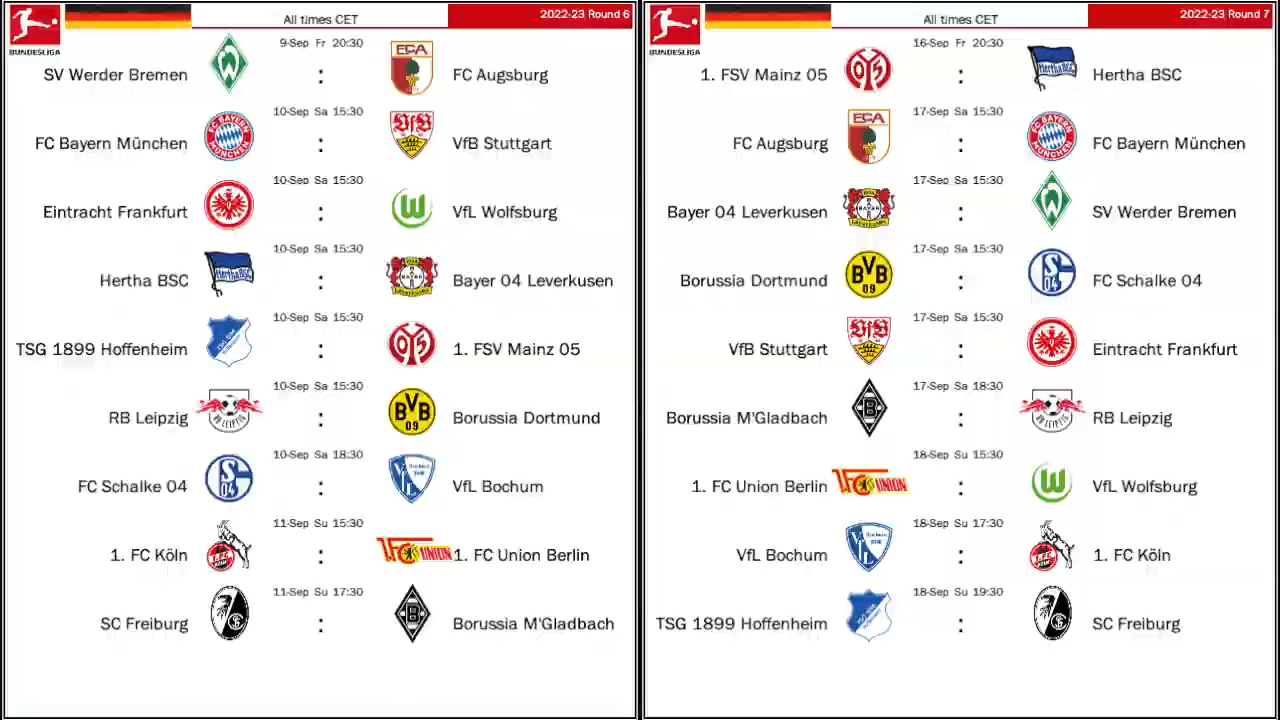 BUNDESLIGA
All times CET
2022-23 Round 6
9-Sep Fr 20:30
SV Werder Bremen : FC Augsburg
10-Sep Sa 15:30
FC Bayern München : VfB Stuttgart
10-Sep Sa 15:30
Eintracht Frankfurt : VfL Wolfsburg
10-Sep Sa 15:30
Hertha BSC : Bayer 04 Leverkusen
10-Sep Sa 15:30
TSG 1899 Hoffenheim : 1. FSV Mainz 05
10-Sep Sa 15:30
RB Leipzig : Borussia Dortmund
10-Sep Sa 18:30
FC Schalke 04 : VfL Bochum
11-Sep Su 15:30
1. FC Köln : 1. FC Union Berlin
11-Sep Su 17:30
SC Freiburg : Borussia M'Gladbach
BUNDESLIGA
All times CET
2022-23 Round 7
16-Sep Fr 20:30
1. FSV Mainz 05 : Hertha BSC
17-Sep Sa 15:30
FC Augsburg : FC Bayern München
17-Sep Sa 15:30
Bayer 04 Leverkusen : SV Werder Bremen
17-Sep Sa 15:30
Borussia Dortmund : FC Schalke 04
17-Sep Sa 15:30
VfB Stuttgart : Eintracht Frankfurt
17-Sep Sa 18:30
Borussia M'Gladbach : RB Leipzig
18-Sep Su 15:30
1. FC Union Berlin : VfL Wolfsburg
18-Sep Su 17:30
VfL Bochum : 1. FC Köln
18-Sep Su 19:30
TSG 1899 Hoffenheim : SC Freiburg